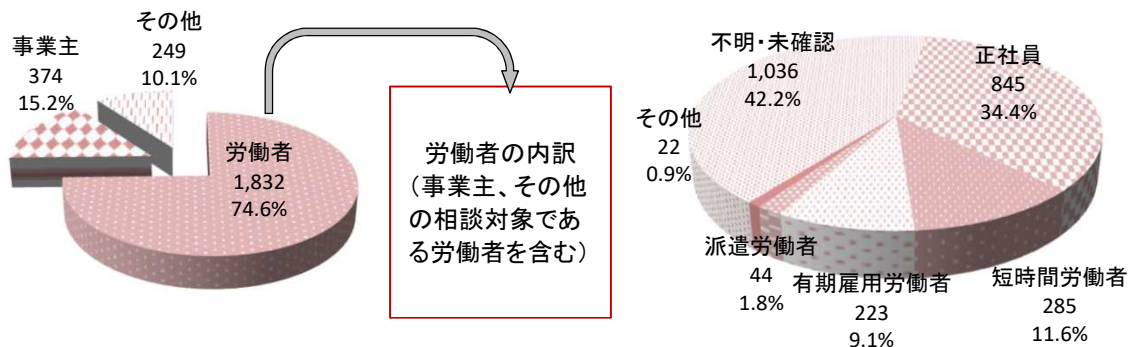 その他
249
10.1%
事業主
374
15.2%
労働者
1,832
74.6%
労働者の内訳
（事業主、その他
の相談対象であ
る労働者を含む）
不明・未確認
1,036
42.2%
正社員
845
34.4%
その他
22
0.9%
派遣労働者
44
1.8%
有期雇用労働者
223
9.1%
短時間労働者
285
11.6%